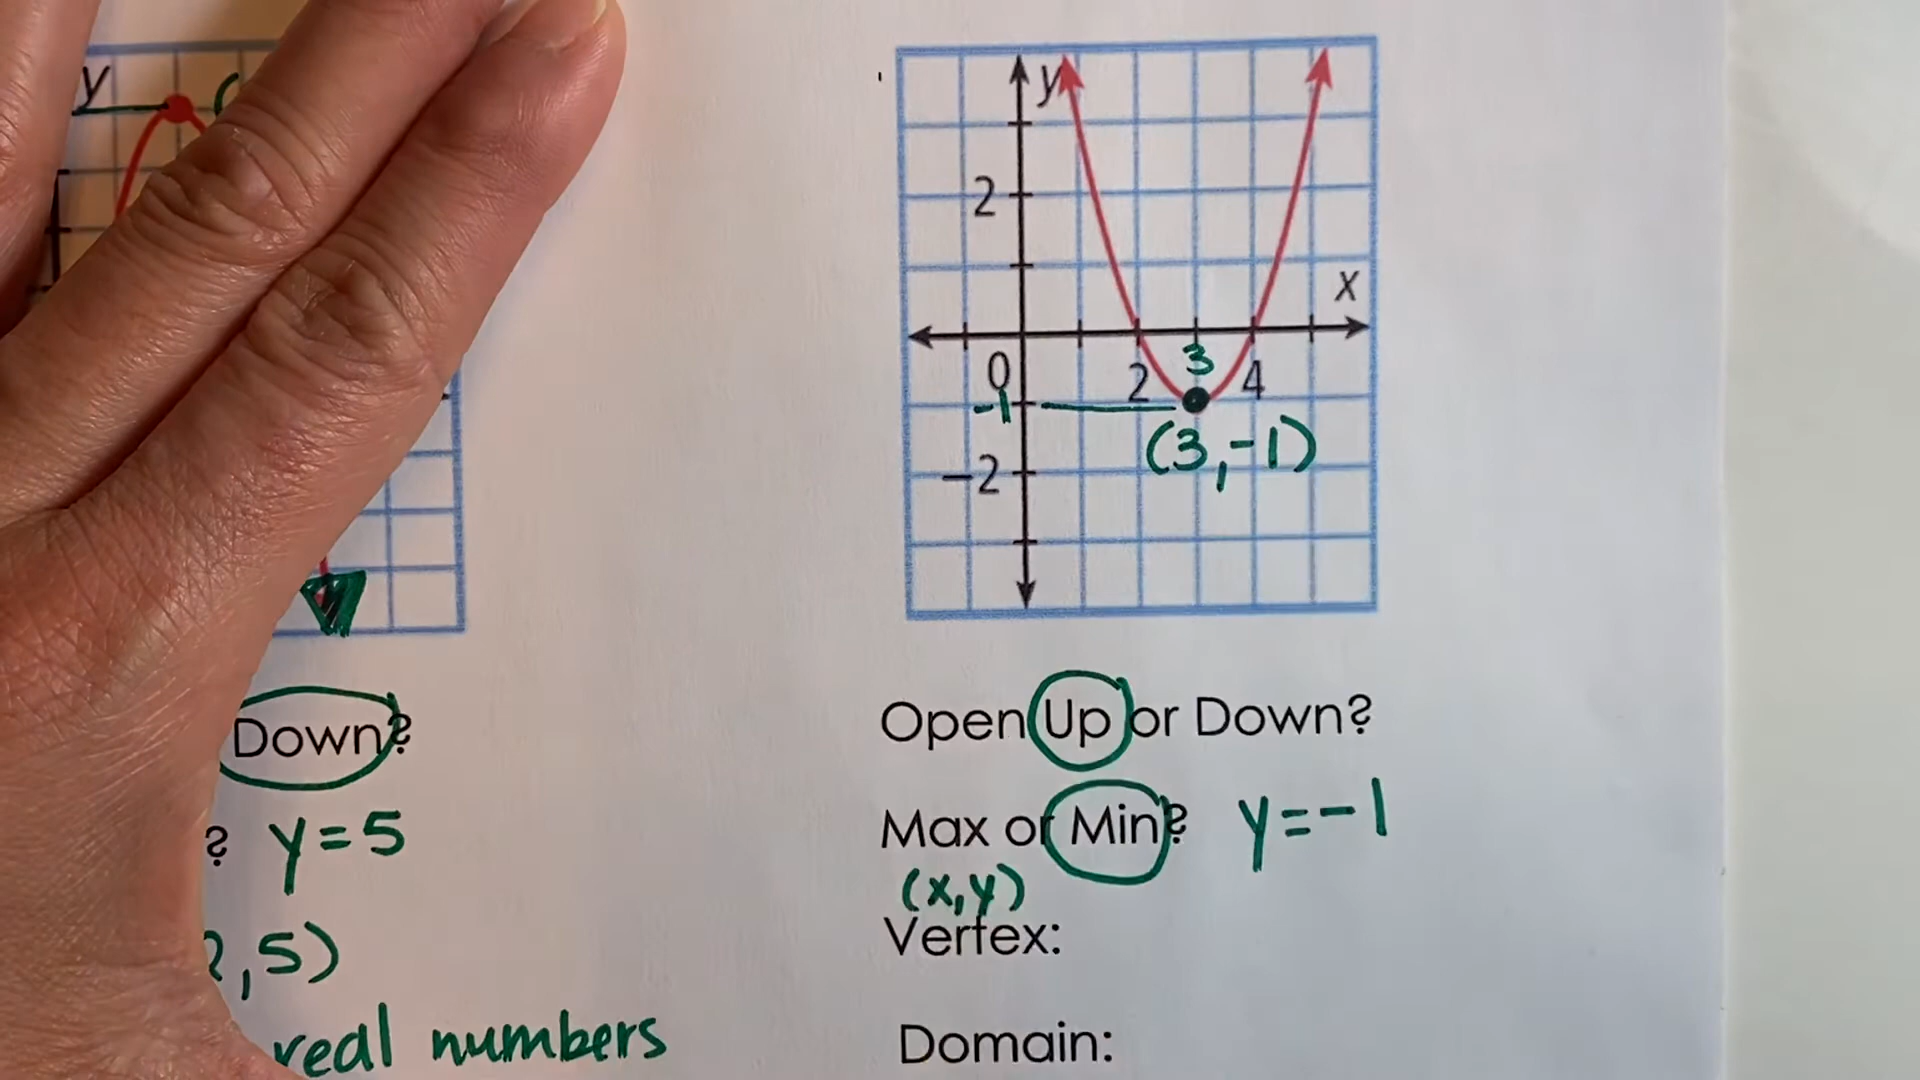 y
(
Down?
? y=5
,5)
real numbers
y
2
x
0
2
3
4
-1
(3,-1)
-2
Open Up or Down?
Max or Min? y=-1
(x,y)
Vertex:
Domain: